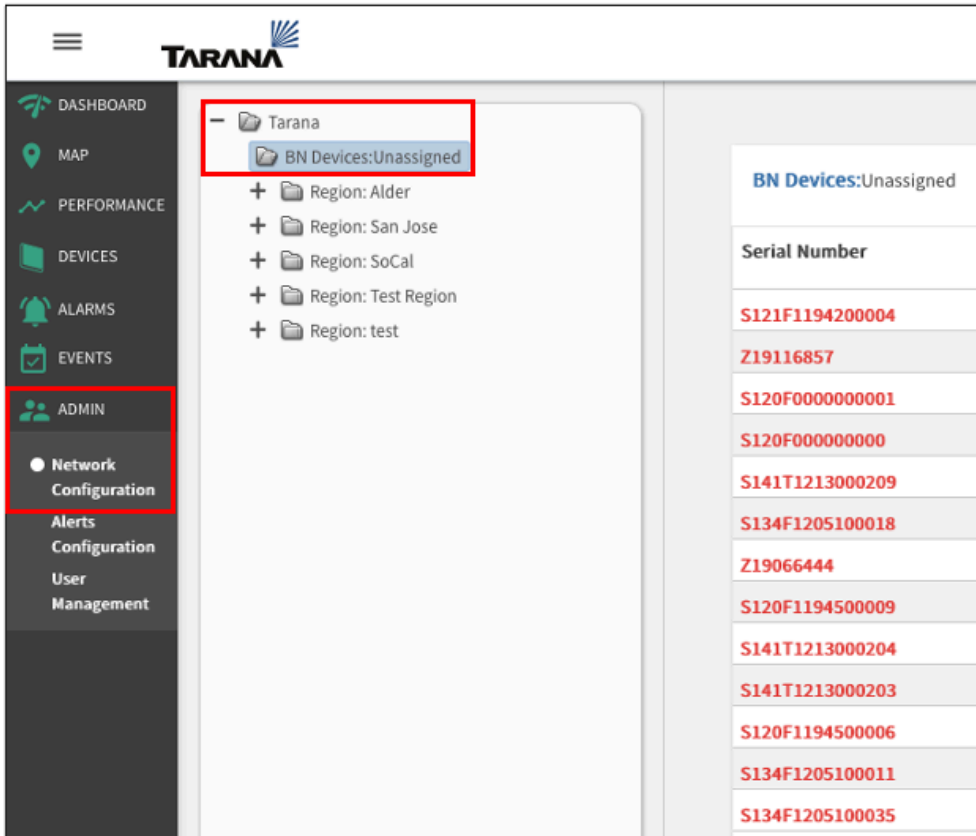 TARANA
DASHBOARD
MAP
PERFORMANCE
DEVICES
ALARMS
EVENTS
ADMIN
Network
Configuration
Alerts
Configuration
User
Management
Tarana
BN Devices:Unassigned
Region: Alder
Region: San Jose
Region: SoCal
Region: Test Region
Region: test
BN Devices:Unassigned
Serial Number
S121F1194200004
Z19116857
S120F0000000001
S120F000000000
S141T1213000209
S134F1205100018
Z19066444
S120F1194500009
S141T1213000204
S141T1213000203
S120F1194500006
S134F1205100011
S134F1205100035